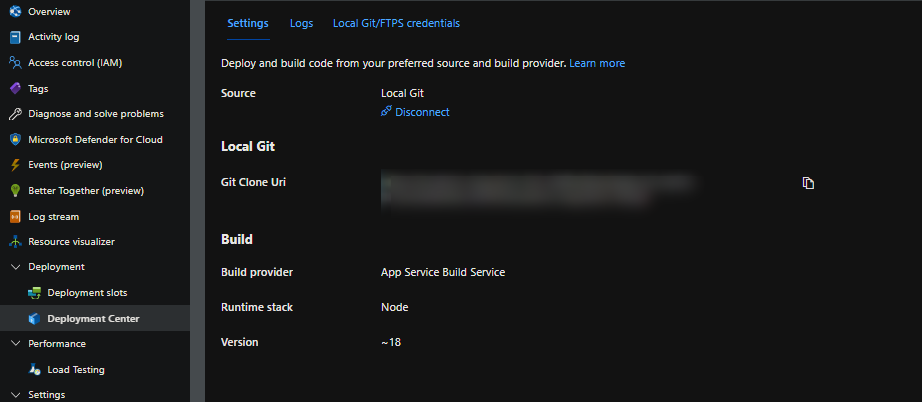 Overview
Activity log
Access control (IAM)
Tags
Diagnose and solve problems
Microsoft Defender for Cloud
Events (preview)
Better Together (preview)
Log stream
Resource visualizer
Deployment
Deployment slots
Deployment Center
Performance
Load Testing
Settings
Settings Logs Local Git/FTPS credentials
Deploy and build code from your preferred source and build provider. Learn more
Source Local Git
Disconnect
Local Git
Git Clone Uri
Build
Build provider App Service Build Service
Runtime stack Node
Version ~18